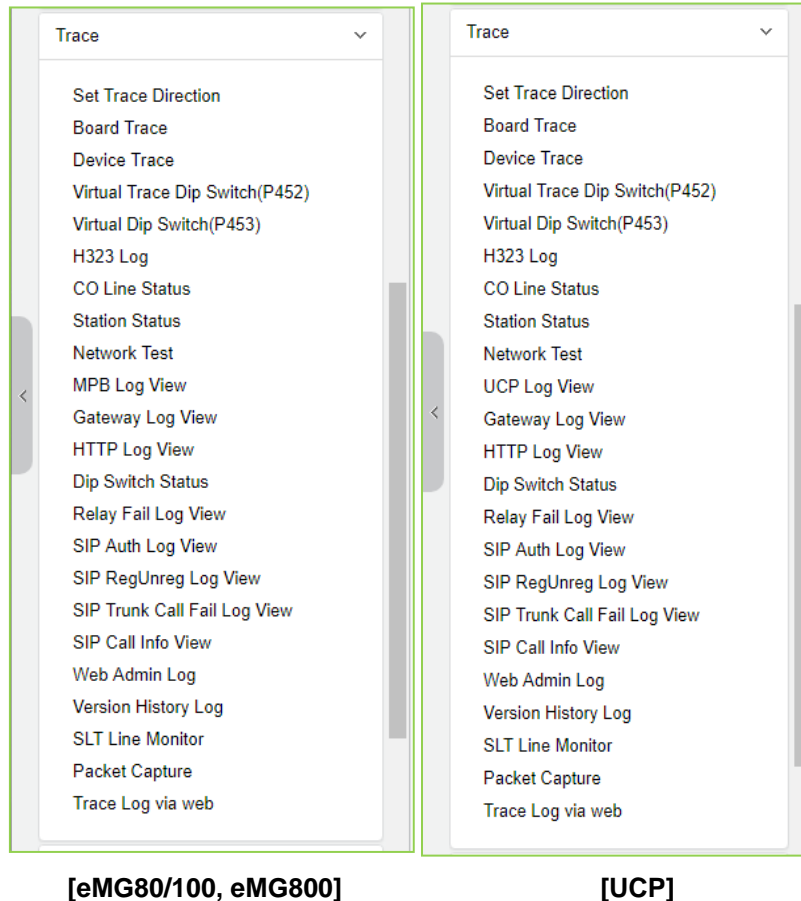 Trace
Set Trace Direction
Board Trace
Device Trace
Virtual Trace Dip Switch(P452)
Virtual Dip Switch(P453)
H323 Log
CO Line Status
Station Status
Network Test
MPB Log View
Gateway Log View
HTTP Log View
Dip Switch Status
Relay Fail Log View
SIP Auth Log View
SIP RegUnreg Log View
SIP Trunk Call Fail Log View
SIP Call Info View
Web Admin Log
Version History Log
SLT Line Monitor
Packet Capture
Trace Log via web
[eMG80/100, eMG800]
Trace
Set Trace Direction
Board Trace
Device Trace
Virtual Trace Dip Switch(P452)
Virtual Dip Switch(P453)
H323 Log
CO Line Status
Station Status
Network Test
UCP Log View
Gateway Log View
HTTP Log View
Dip Switch Status
Relay Fail Log View
SIP Auth Log View
SIP RegUnreg Log View
SIP Trunk Call Fail Log View
SIP Call Info View
Web Admin Log
Version History Log
SLT Line Monitor
Packet Capture
Trace Log via web
[UCP]